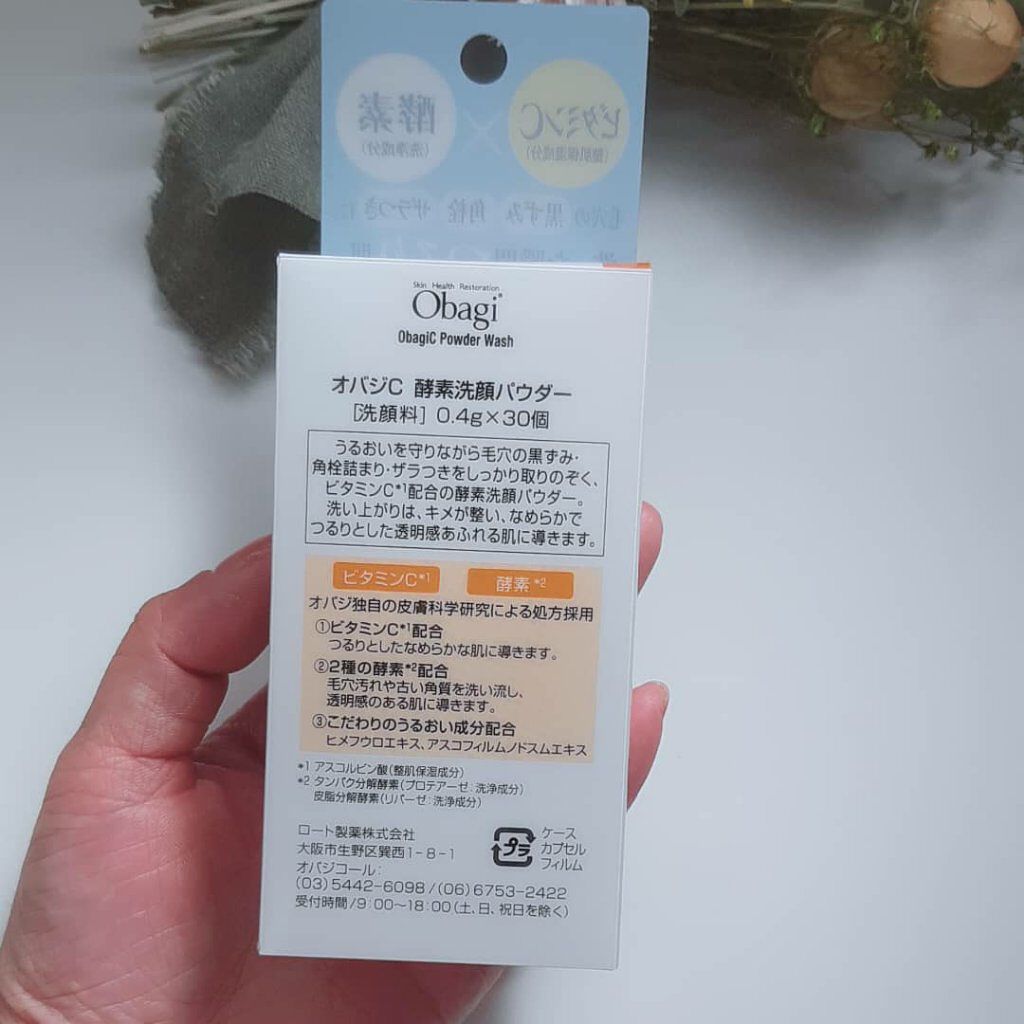 酵素
(洗浄成分)
×
ビタミンC
(整肌保湿成分)
毛穴の 黒ずみ 角栓 ザラつきに
Skin Health Restoration
Obagi®
ObagiC Powder Wash
オバジC 酵素洗顔パウダー
[洗顔料] 0.4g×30個
うるおいを守りながら毛穴の黒ずみ・
角栓詰まり・ザラつきをしっかり取りのぞく、
ビタミンC*1配合の酵素洗顔パウダー。
洗い上がりは、キメが整い、なめらかで
つるりとした透明感あふれる肌に導きます。
ビタミンC*1
酵素*2
オバジ独自の皮膚科学研究による処方採用
①ビタミンC*1配合
つるりとしたなめらかな肌に導きます。
②2種の酵素*2配合
毛穴汚れや古い角質を洗い流し、
透明感のある肌に導きます。
③こだわりのうるおい成分配合
ヒメフウロエキス、アスコフィルムノドスムエキス
*1 アスコルビン酸(整肌保湿成分)
*2 タンパク分解酵素(プロテアーゼ:洗浄成分)
皮脂分解酵素(リパーゼ:洗浄成分)
ロート製薬株式会社
大阪市生野区巽西1-8-1
オバジコール:
(03)5442-6098/(06)6753-2422
受付時間/9:00〜18:00(土、日、祝日を除く)
プラ
ケース
カプセル
フィルム